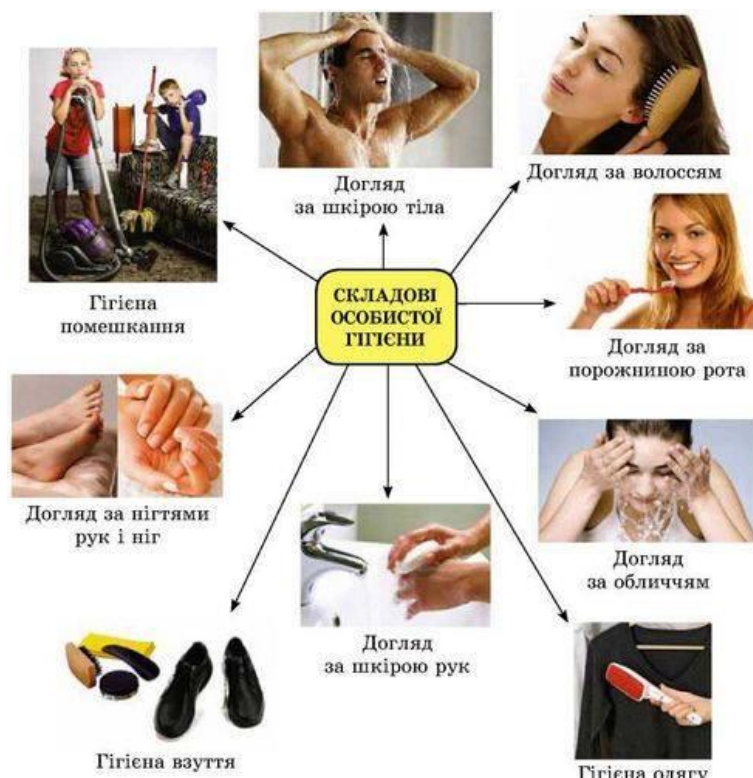 Догляд
за шкірою тіла
Догляд за волоссям
Гігієна
помешкання
СКЛАДОВІ
ОСОБИСТОЇ
ГІГІЄНИ
Догляд за
порожниною рота
Догляд за нігтями
рук і ніг
Догляд
за обличчям
Догляд
за шкірою рук
Гігієна взуття
Гігієна одягу